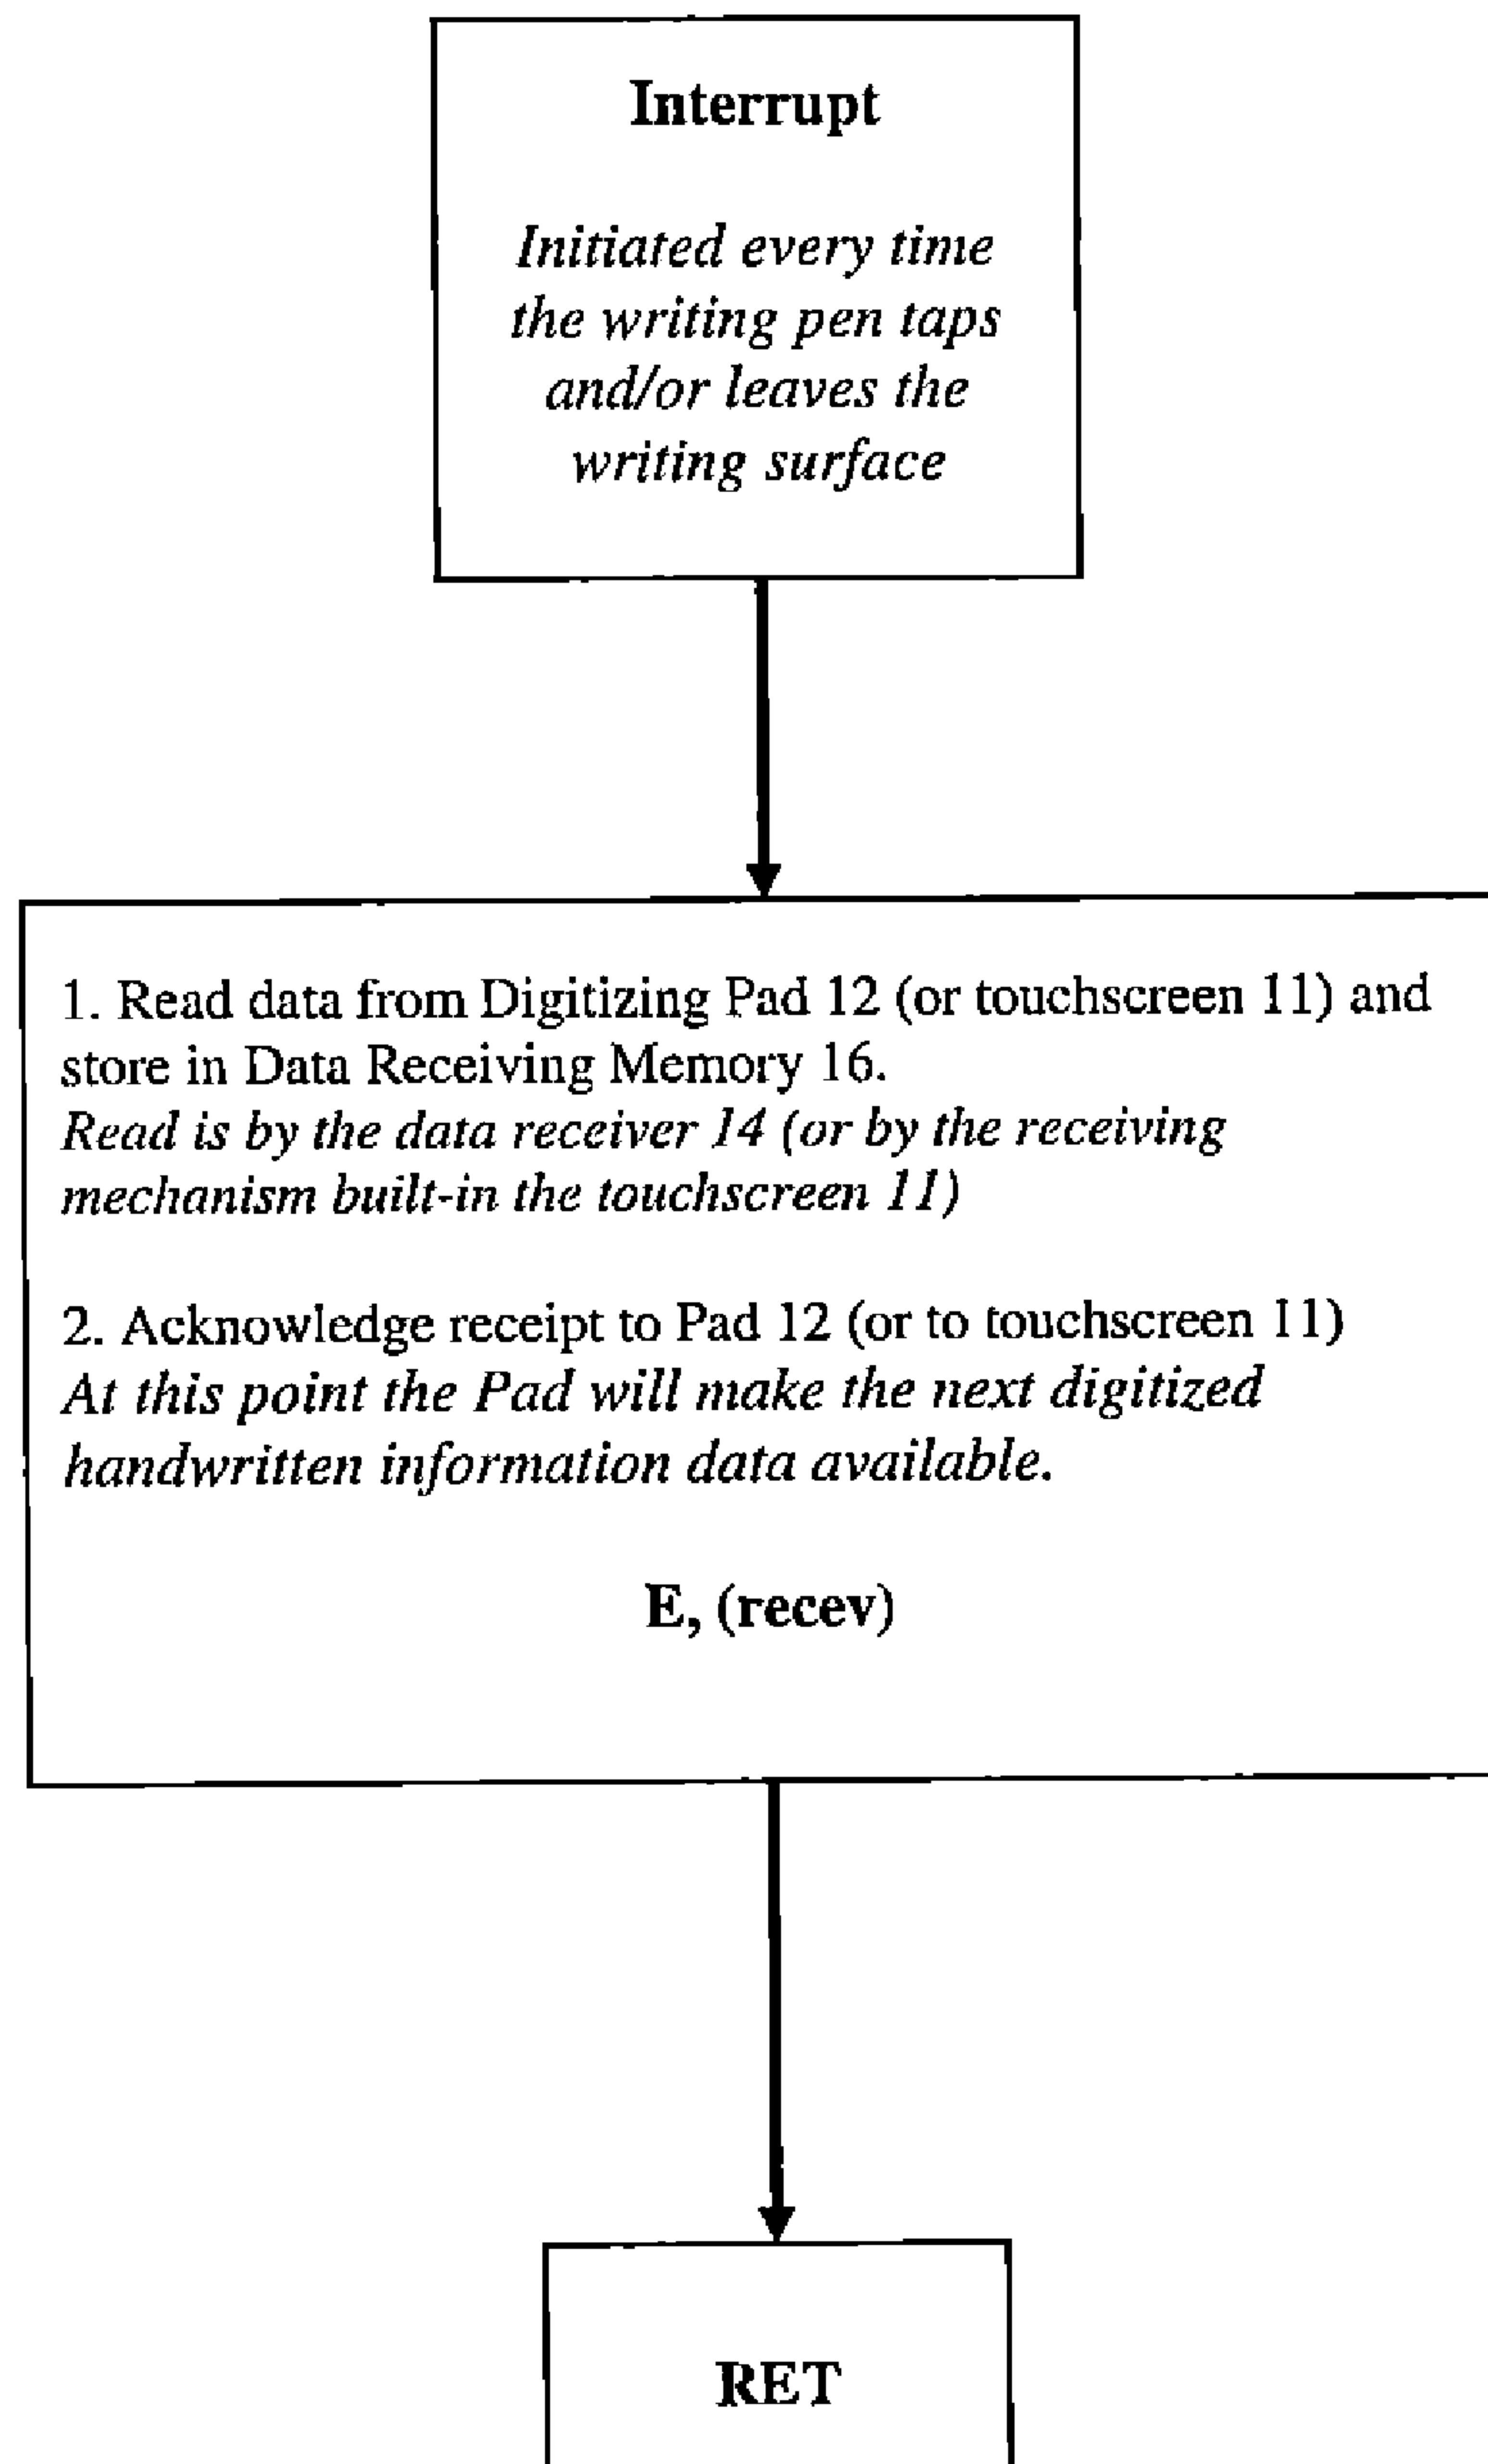 Interrupt
Initiated every time
the writing pen taps
and/or leaves the
writing surface
1. Read data from Digitizing Pad 12 (or touchscreen 11) and
store in Data Receiving Memory 16.
Read is by the data receiver 14 (or by the receiving
mechanism built-in the touchscreen 11)
2. Acknowledge receipt to Pad 12 (or to touchscreen 11)
At this point the Pad will make the next digitized
handwritten information data available.
E, (recev)
RET